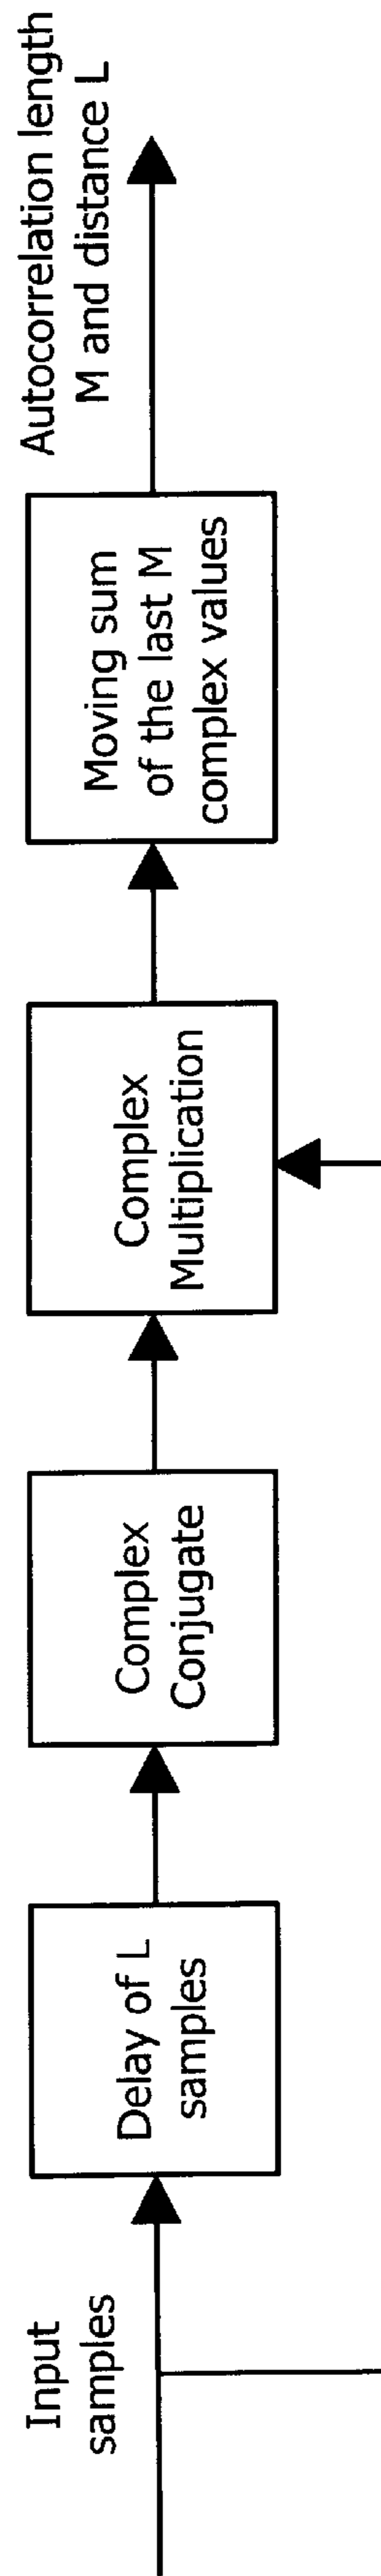 Input
samples
Delay of L
samples
Complex
Conjugate
Complex
Multiplication
Moving sum
of the last M
complex values
Autocorrelation length
M and distance L